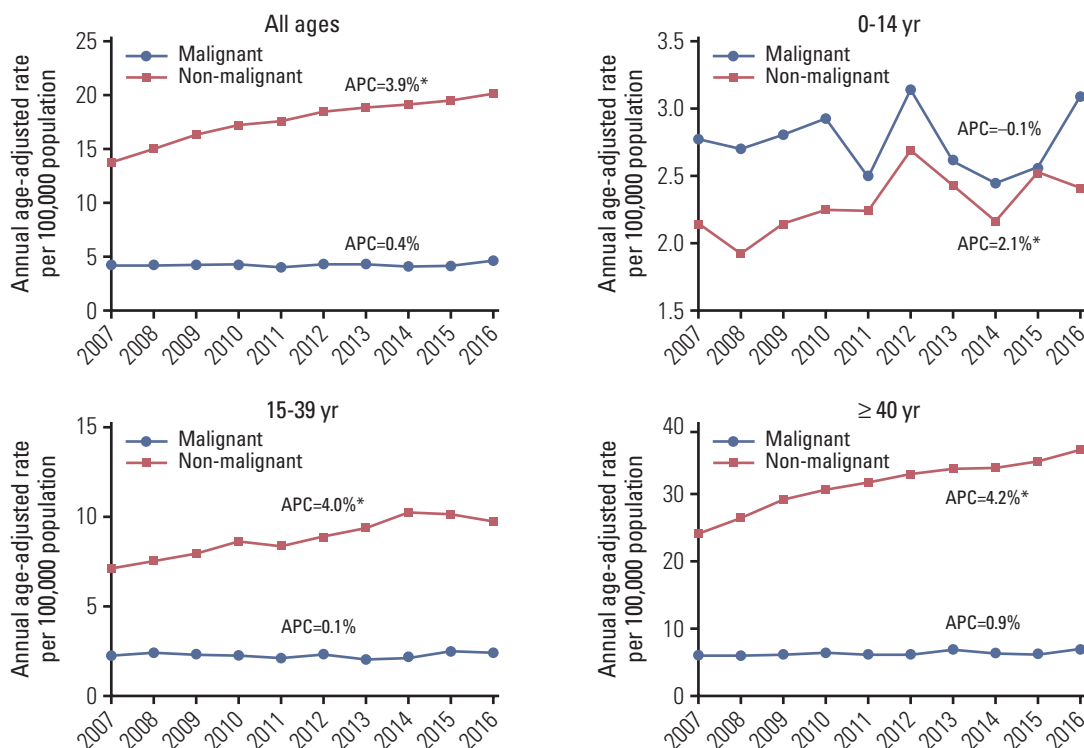 All ages
Annual age-adjusted rate
per 100,000 population
25
20
15
10
5
0
Malignant
Non-malignant
APC=3.9%*
APC=0.4%
2007
2008
2009
2010
2011
2012
2013
2014
2015
2016
0-14 yr
Annual age-adjusted rate
per 100,000 population
3.5
3.0
2.5
2.0
1.5
Malignant
Non-malignant
APC=–0.1%
APC=2.1%*
2007
2008
2009
2010
2011
2012
2013
2014
2015
2016
15-39 yr
Annual age-adjusted rate
per 100,000 population
15
10
5
0
Malignant
Non-malignant
APC=4.0%*
APC=0.1%
2007
2008
2009
2010
2011
2012
2013
2014
2015
2016
≥ 40 yr
Annual age-adjusted rate
per 100,000 population
40
30
20
10
0
Malignant
Non-malignant
APC=4.2%*
APC=0.9%
2007
2008
2009
2010
2011
2012
2013
2014
2015
2016